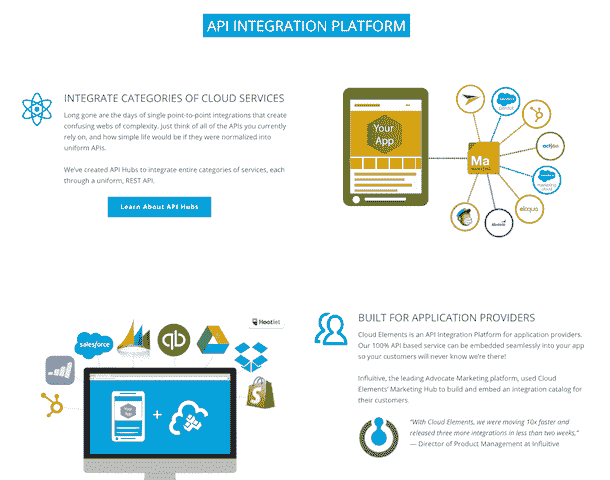 API INTEGRATION PLATFORM
INTEGRATE CATEGORIES OF CLOUD SERVICES
Long gone are the days of single point-to-point integrations that create
confusing webs of complexity. Just think of all of the APIs you currently
rely on, and how simple life would be if they were normalized into
uniform APIs.
We've created API Hubs to integrate entire categories of services, each
through a uniform, REST API.
Learn About API Hubs
Your
App
Ma
MARKETING
marketing
cloud
eloqua
BUILT FOR APPLICATION PROVIDERS
Cloud Elements is an API Integration Platform for application providers.
Our 100% API based service can be embedded seamlessly into your app
so your customers will never know we're there!
Influitive, the leading Advocate Marketing platform, used Cloud
Elements' Marketing Hub to build and embed an integration catalog for
their customers.
"With Cloud Elements, we were moving 10x faster and
released three more integrations in less than two weeks,"
— Director of Product Management at Influitive
Hootlet
salesforce
qb
Your
App
+